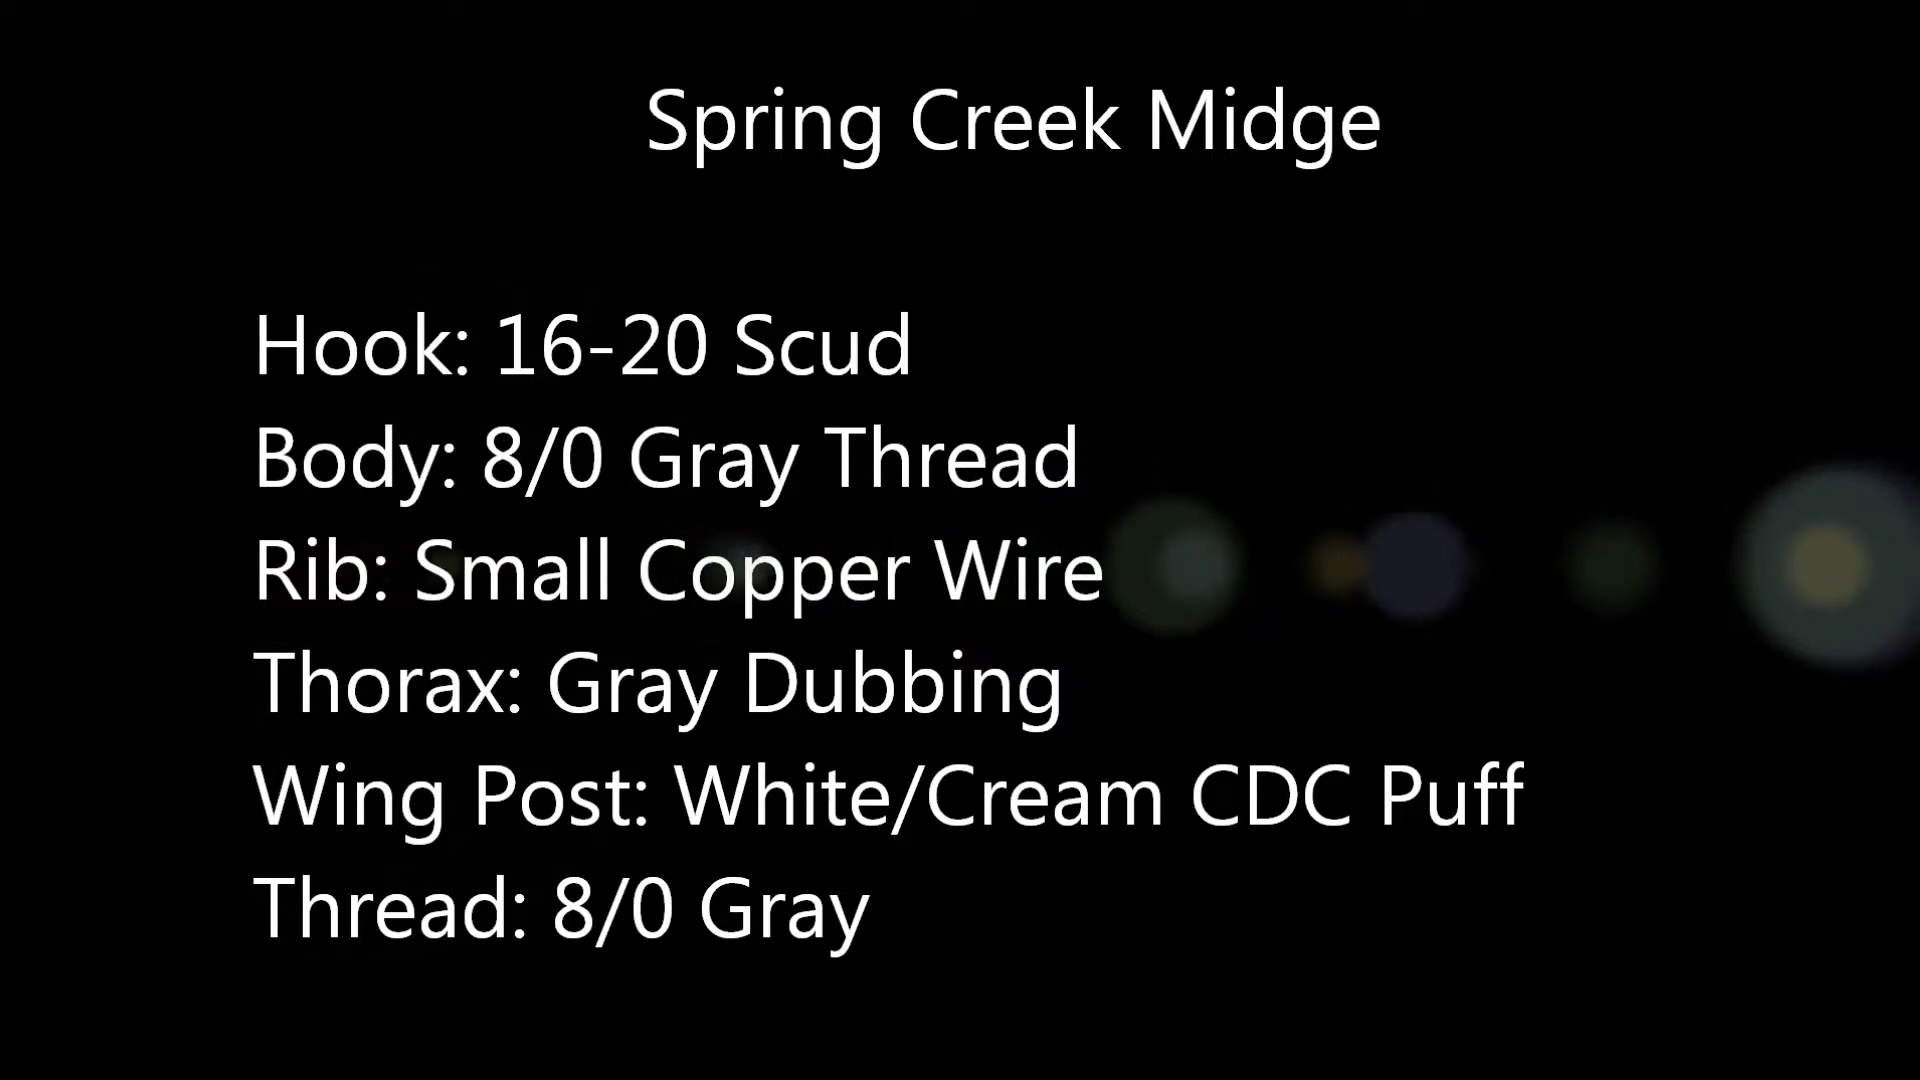 Spring Creek Midge
Hook: 16-20 Scud
Body: 8/0 Gray Thread
Rib: Small Copper Wire
Thorax: Gray Dubbing
Wing Post: White/Cream CDC Puff
Thread: 8/0 Gray